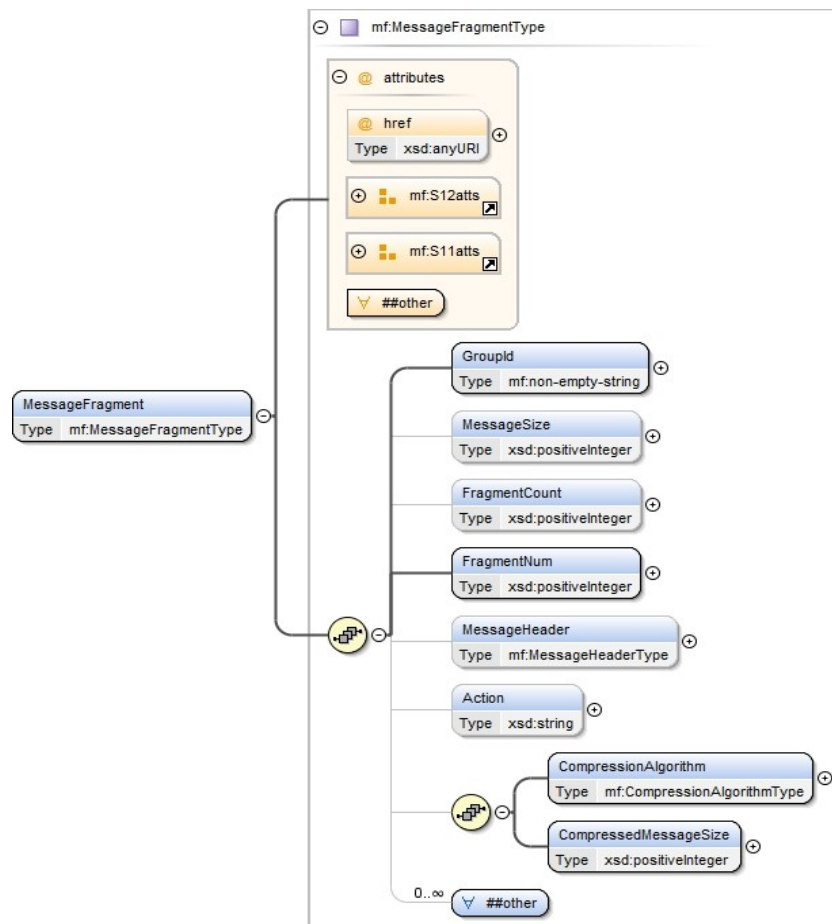 mf:MessageFragmentType
@ attributes
@ href
Type xsd:anyURI
mf:S12atts
mf:S11atts
∀ ##other
GroupId
Type mf:non-empty-string
MessageSize
Type xsd:positiveInteger
FragmentCount
Type xsd:positiveInteger
MessageFragment
Type mf:MessageFragmentType
FragmentNum
Type xsd:positiveInteger
MessageHeader
Type mf:MessageHeaderType
Action
Type xsd:string
CompressionAlgorithm
Type mf:CompressionAlgorithmType
CompressedMessageSize
Type xsd:positiveInteger
0..∞
∀ ##other